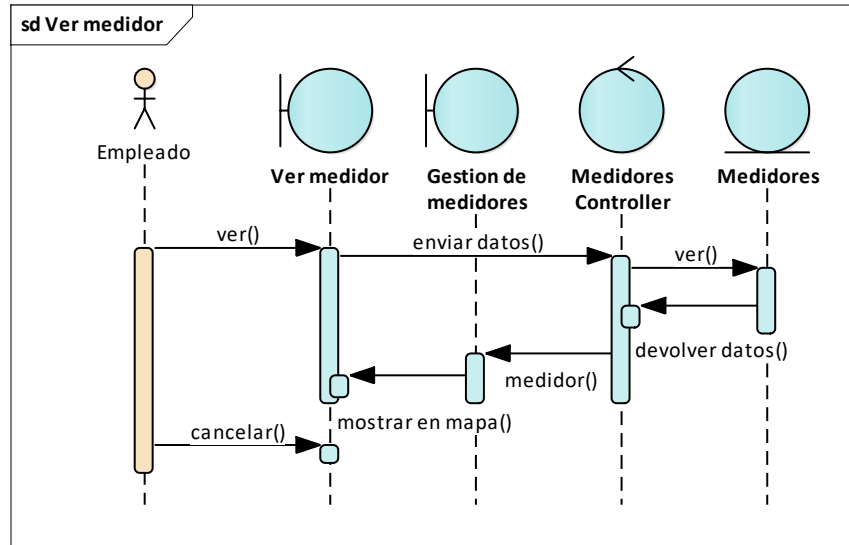 sd Ver medidor
Empleado
Ver medidor
Gestion de
medidores
Medidores
Controller
Medidores
ver()
enviar datos()
ver()
devolver datos()
medidor()
mostrar en mapa()
cancelar()